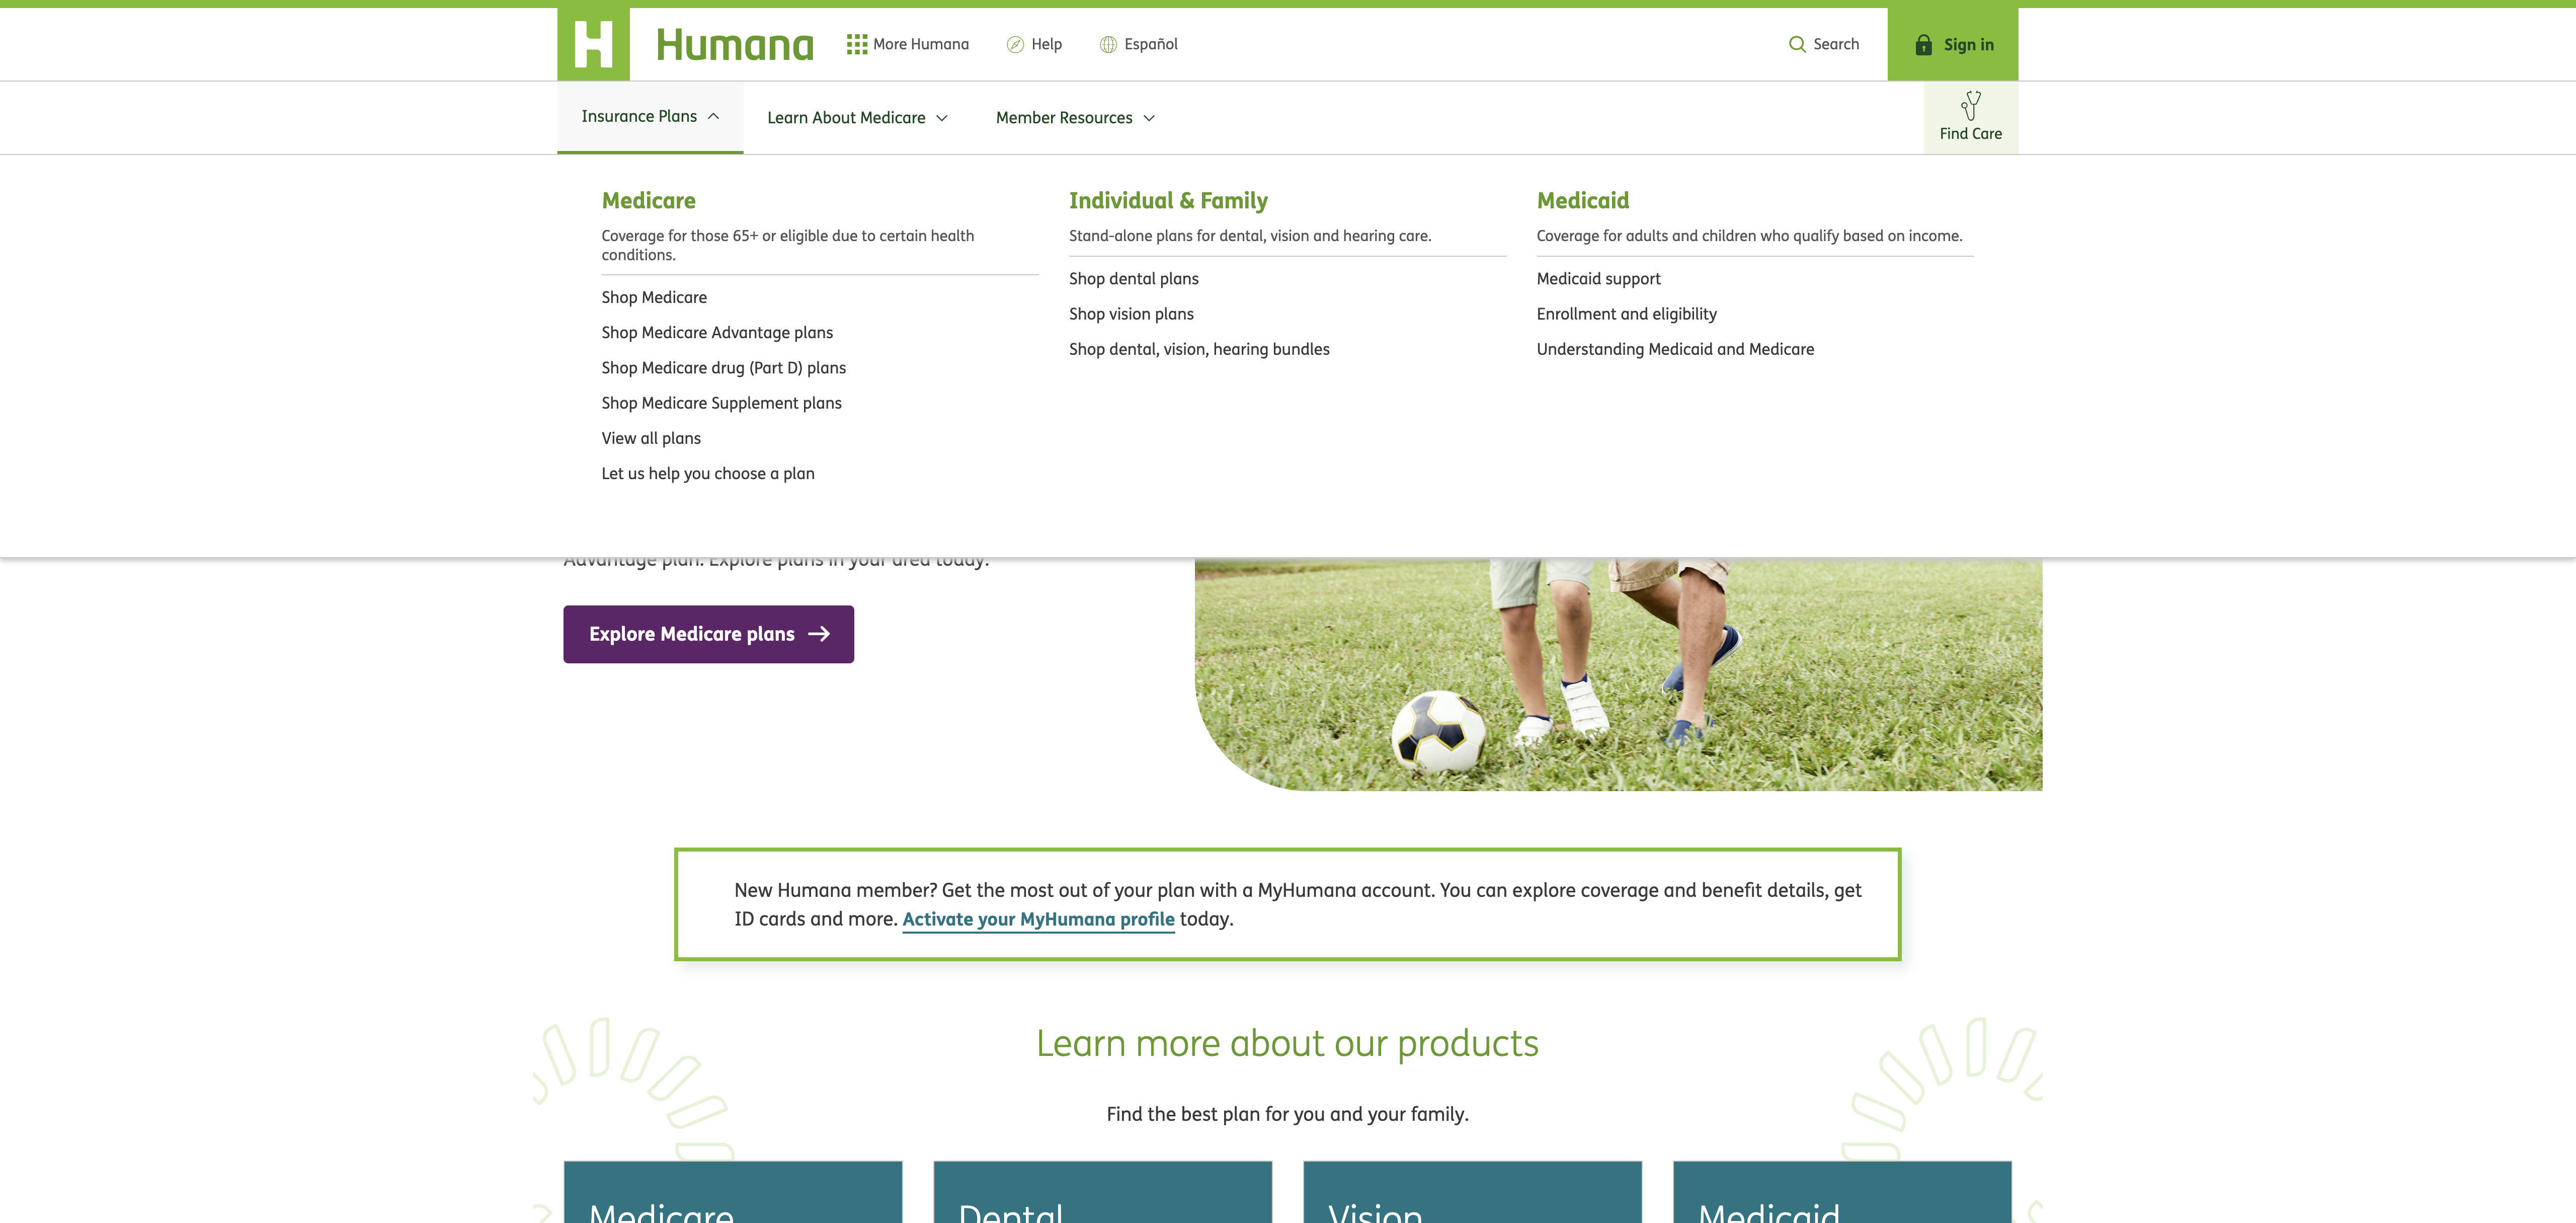 H
Humana
More Humana
Help
Español
Search
Sign in
Insurance Plans
Learn About Medicare
Member Resources
Find Care
Medicare
Coverage for those 65+ or eligible due to certain health
conditions.
Shop Medicare
Shop Medicare Advantage plans
Shop Medicare drug (Part D) plans
Shop Medicare Supplement plans
View all plans
Let us help you choose a plan
Individual & Family
Stand-alone plans for dental, vision and hearing care.
Shop dental plans
Shop vision plans
Shop dental, vision, hearing bundles
Medicaid
Coverage for adults and children who qualify based on income.
Medicaid support
Enrollment and eligibility
Understanding Medicaid and Medicare
Advantage plan. Explore plans in your area today.
Explore Medicare plans
New Humana member? Get the most out of your plan with a MyHumana account. You can explore coverage and benefit details, get
ID cards and more. Activate your MyHumana profile today.
Learn more about our products
Find the best plan for you and your family.
Medicare
Dental
Vision
Medicaid